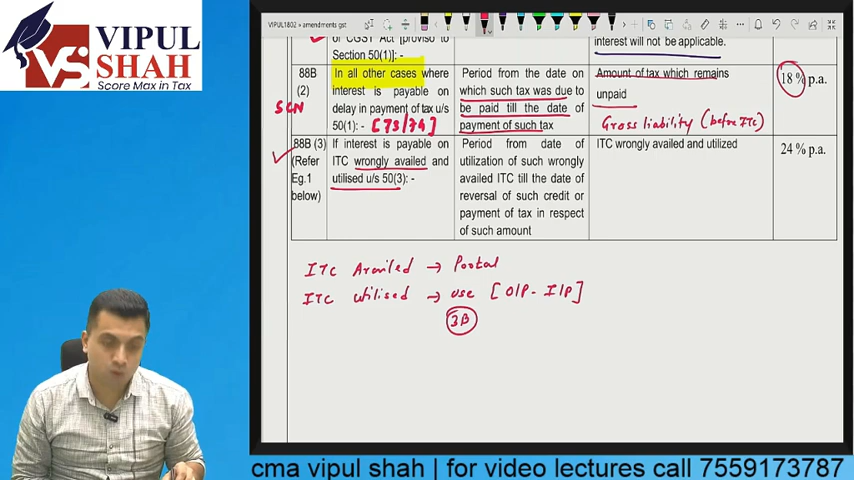 VIPUL1802 + amendments gst
VIPUL
SHAH
Score Max in Tax
VS
of CGST Act [proviso to
Section 50(1)]: -
interest will not be applicable.
88B
(2)
SCN
In all other cases where
interest is payable on
delay in payment of tax u/s
50(1): - [73/74]
Period from the date on
which such tax was due to
be paid till the date of
payment of such tax
Amount of tax which remains
unpaid
Gross liability (before ITC)
18 % p.a.
88B (3)
(Refer
Eg.1
below)
If interest is payable on
ITC wrongly availed and
utilised u/s 50(3): -
Period from date of
utilization of such wrongly
availed ITC till the date of
reversal of such credit or
payment of tax in respect
of such amount
ITC wrongly availed and utilized
24 % p.a.
ITC Availed → Portal
ITC utilised → use [O/P - I/P]
3B
cma vipul shah | for video lectures call 7559173787